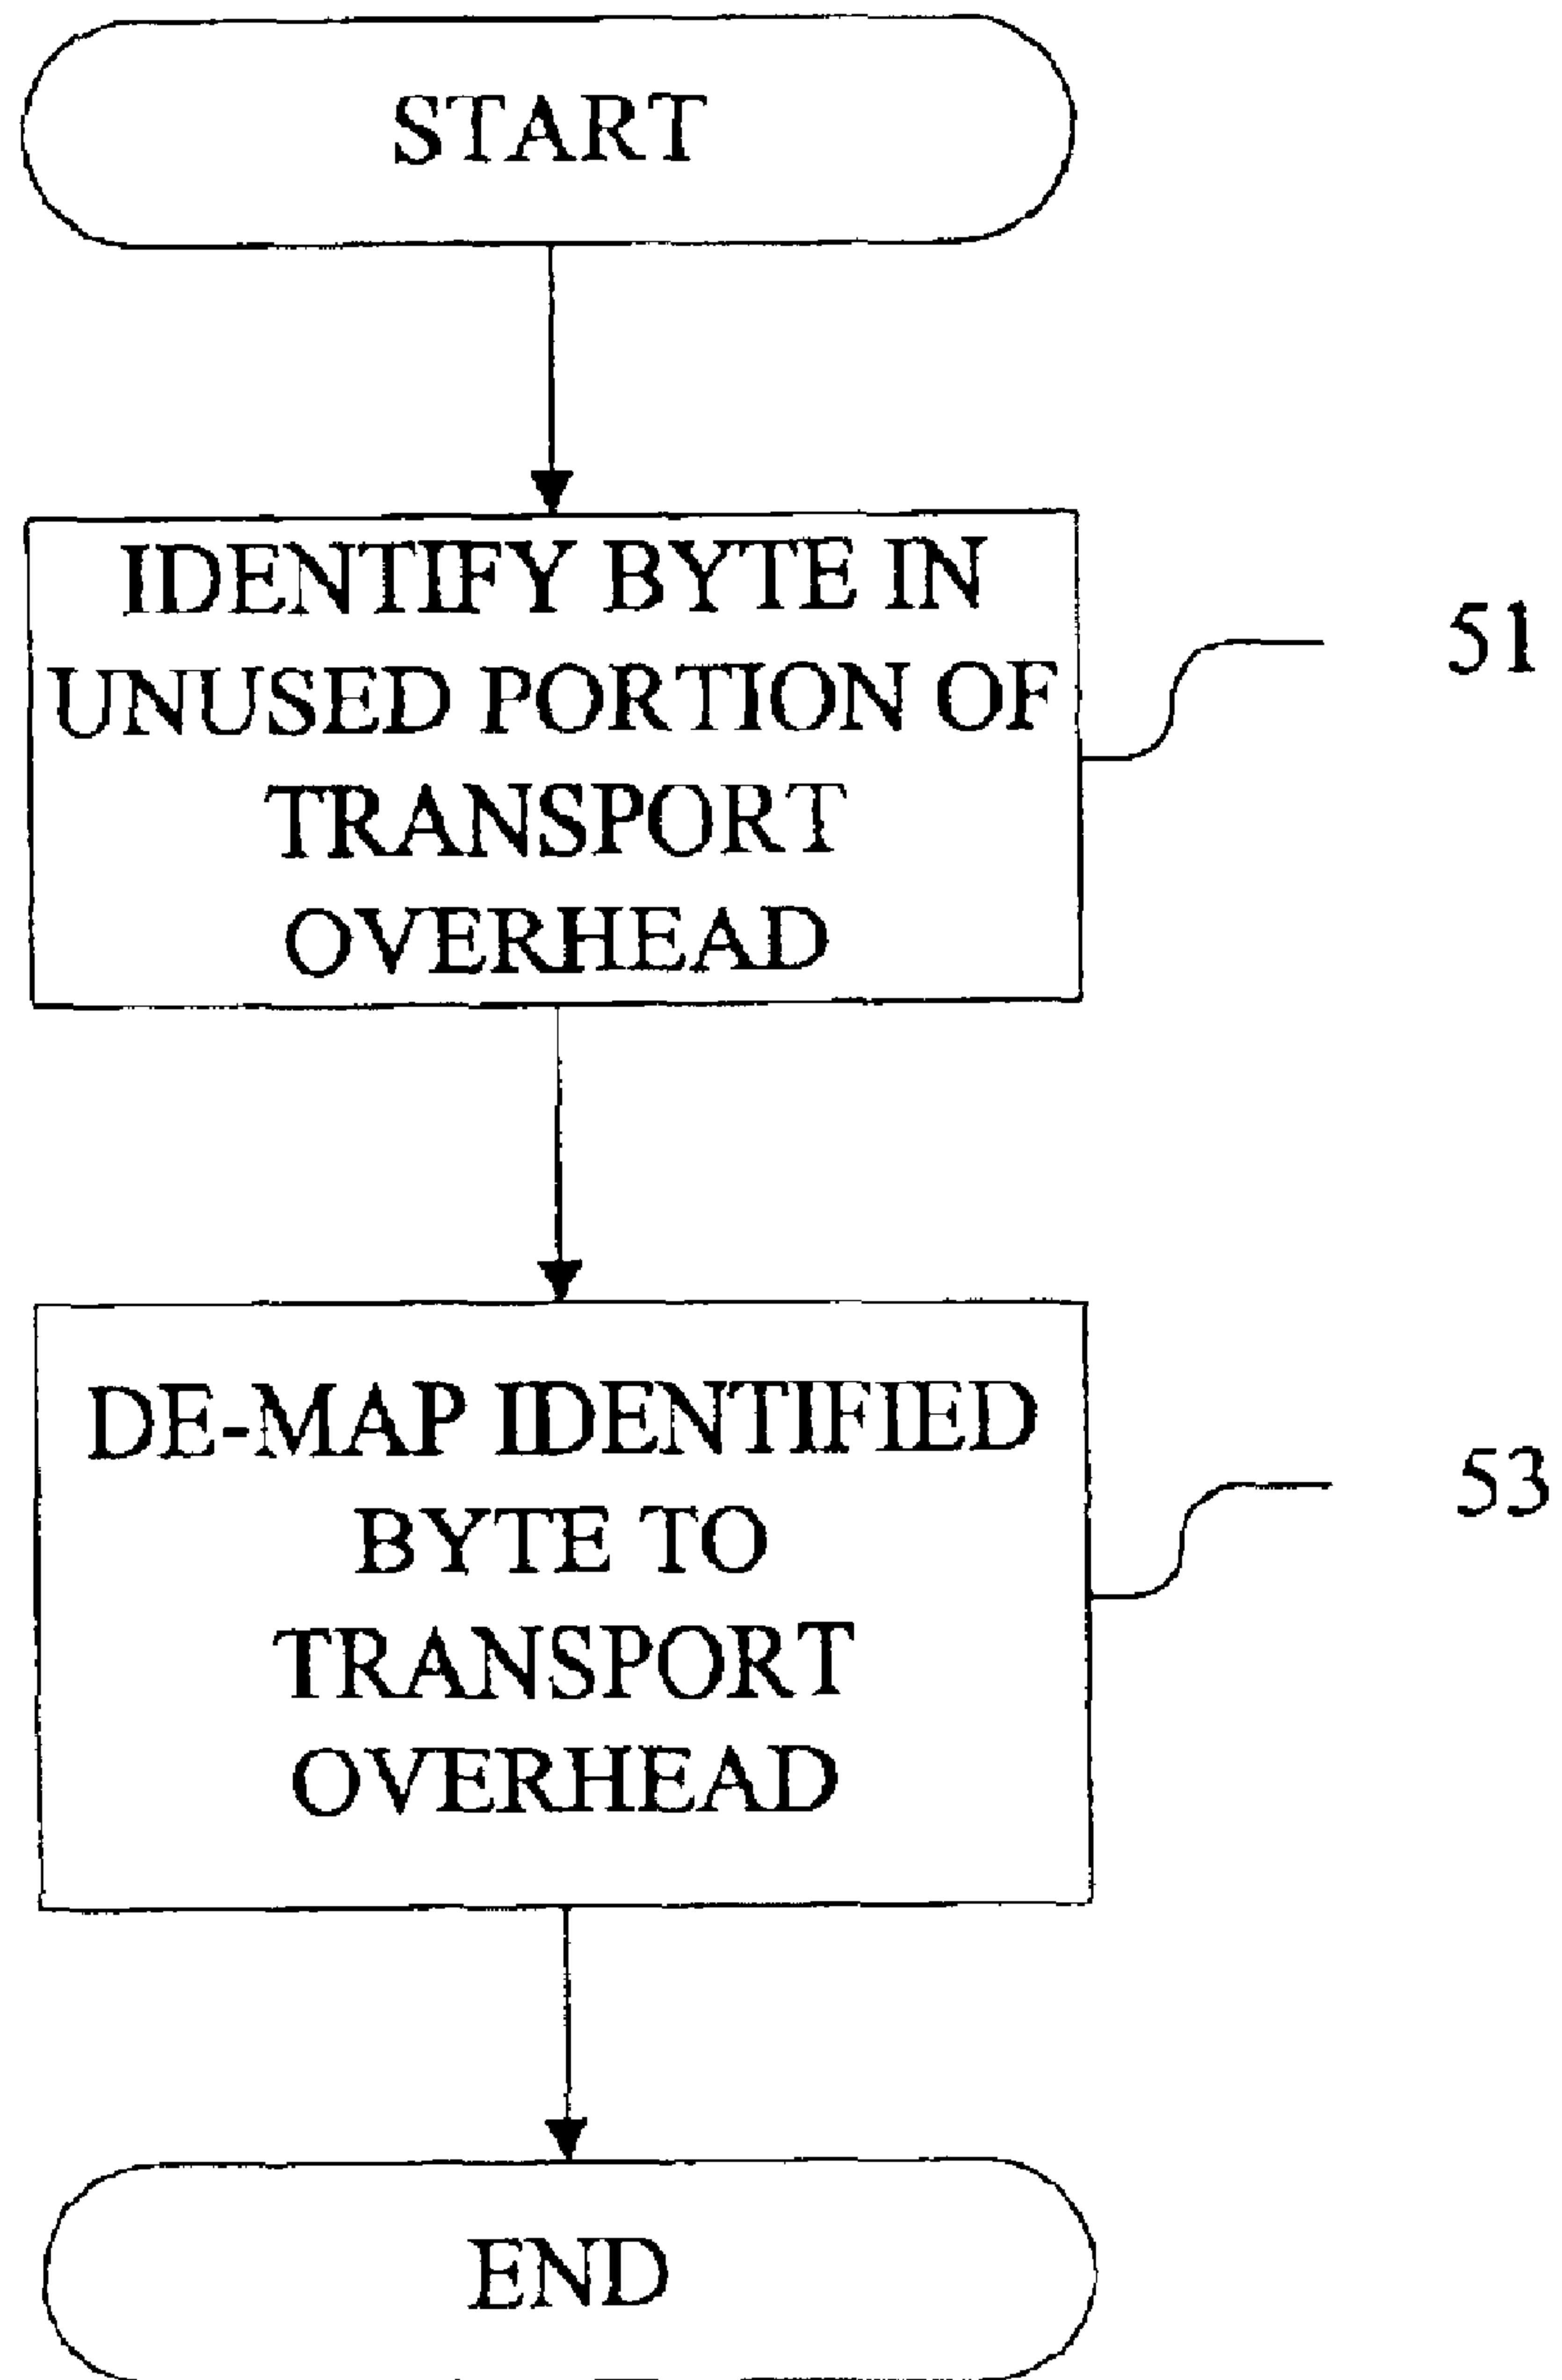 START
IDENTIFY BYTE IN
UNUSED PORTION OF
TRANSPORT
OVERHEAD
51
DE-MAP IDENTIFIED
BYTE TO
TRANSPORT
OVERHEAD
53
END